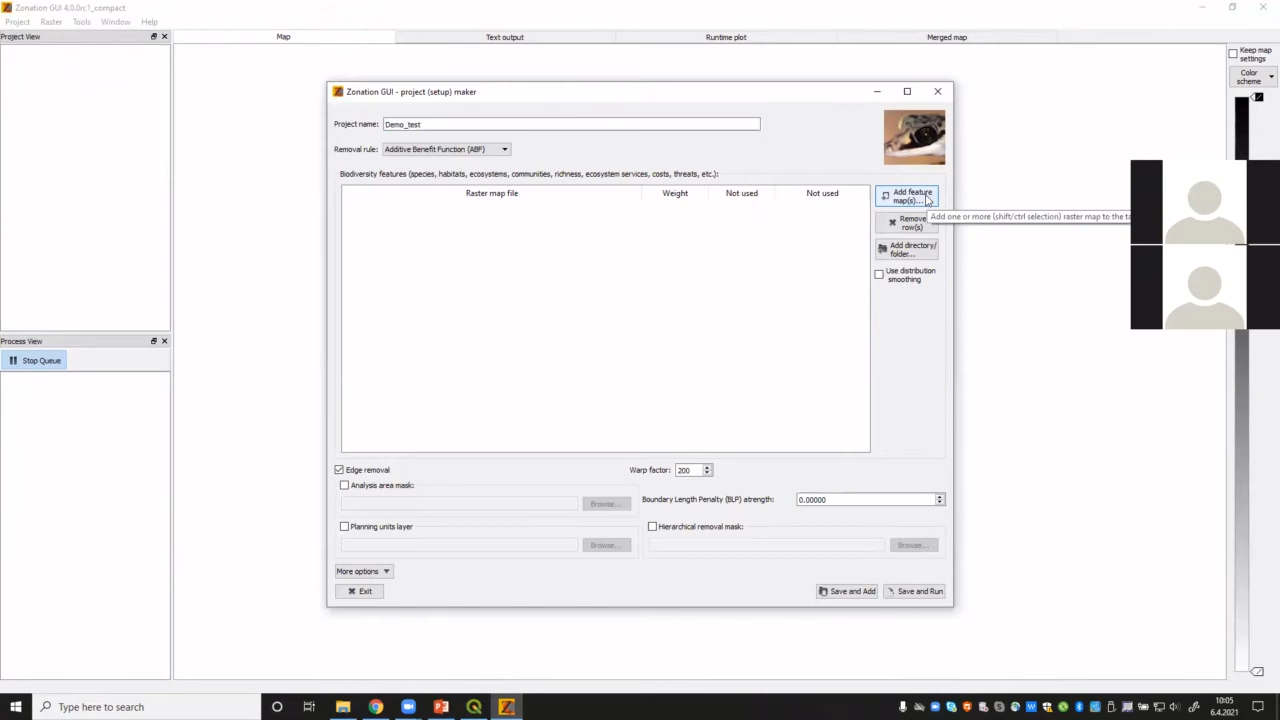 Zonation GUI 4.0.0rc1_compact
Project Raster Tools Window Help
Project View
Map Text output Runtime plot Merged map
Keep map
settings
Color
scheme
Zonation GUI - project (setup) maker
Project name: Demo_test
Removal rule: Additive Benefit Function (ABF)
Biodiversity features (species, habitats, ecosystems, communities, richness, ecosystem services, costs, threats, etc.):
Raster map file Weight Not used Not used
Add feature
map(s)...
Add one or more (shift/ctrl selection) raster map to the ta
Remove
row(s)
Add directory/
folder...
Use distribution
smoothing
Process View
Stop Queue
Edge removal Warp factor: 200
Analysis area mask:
Browse...
Boundary Length Penalty (BLP) atrength: 0.00000
Planning units layer Hierarchical removal mask:
Browse... Browse...
More options
Exit Save and Add Save and Run
Type here to search
10:05
6.4.2021